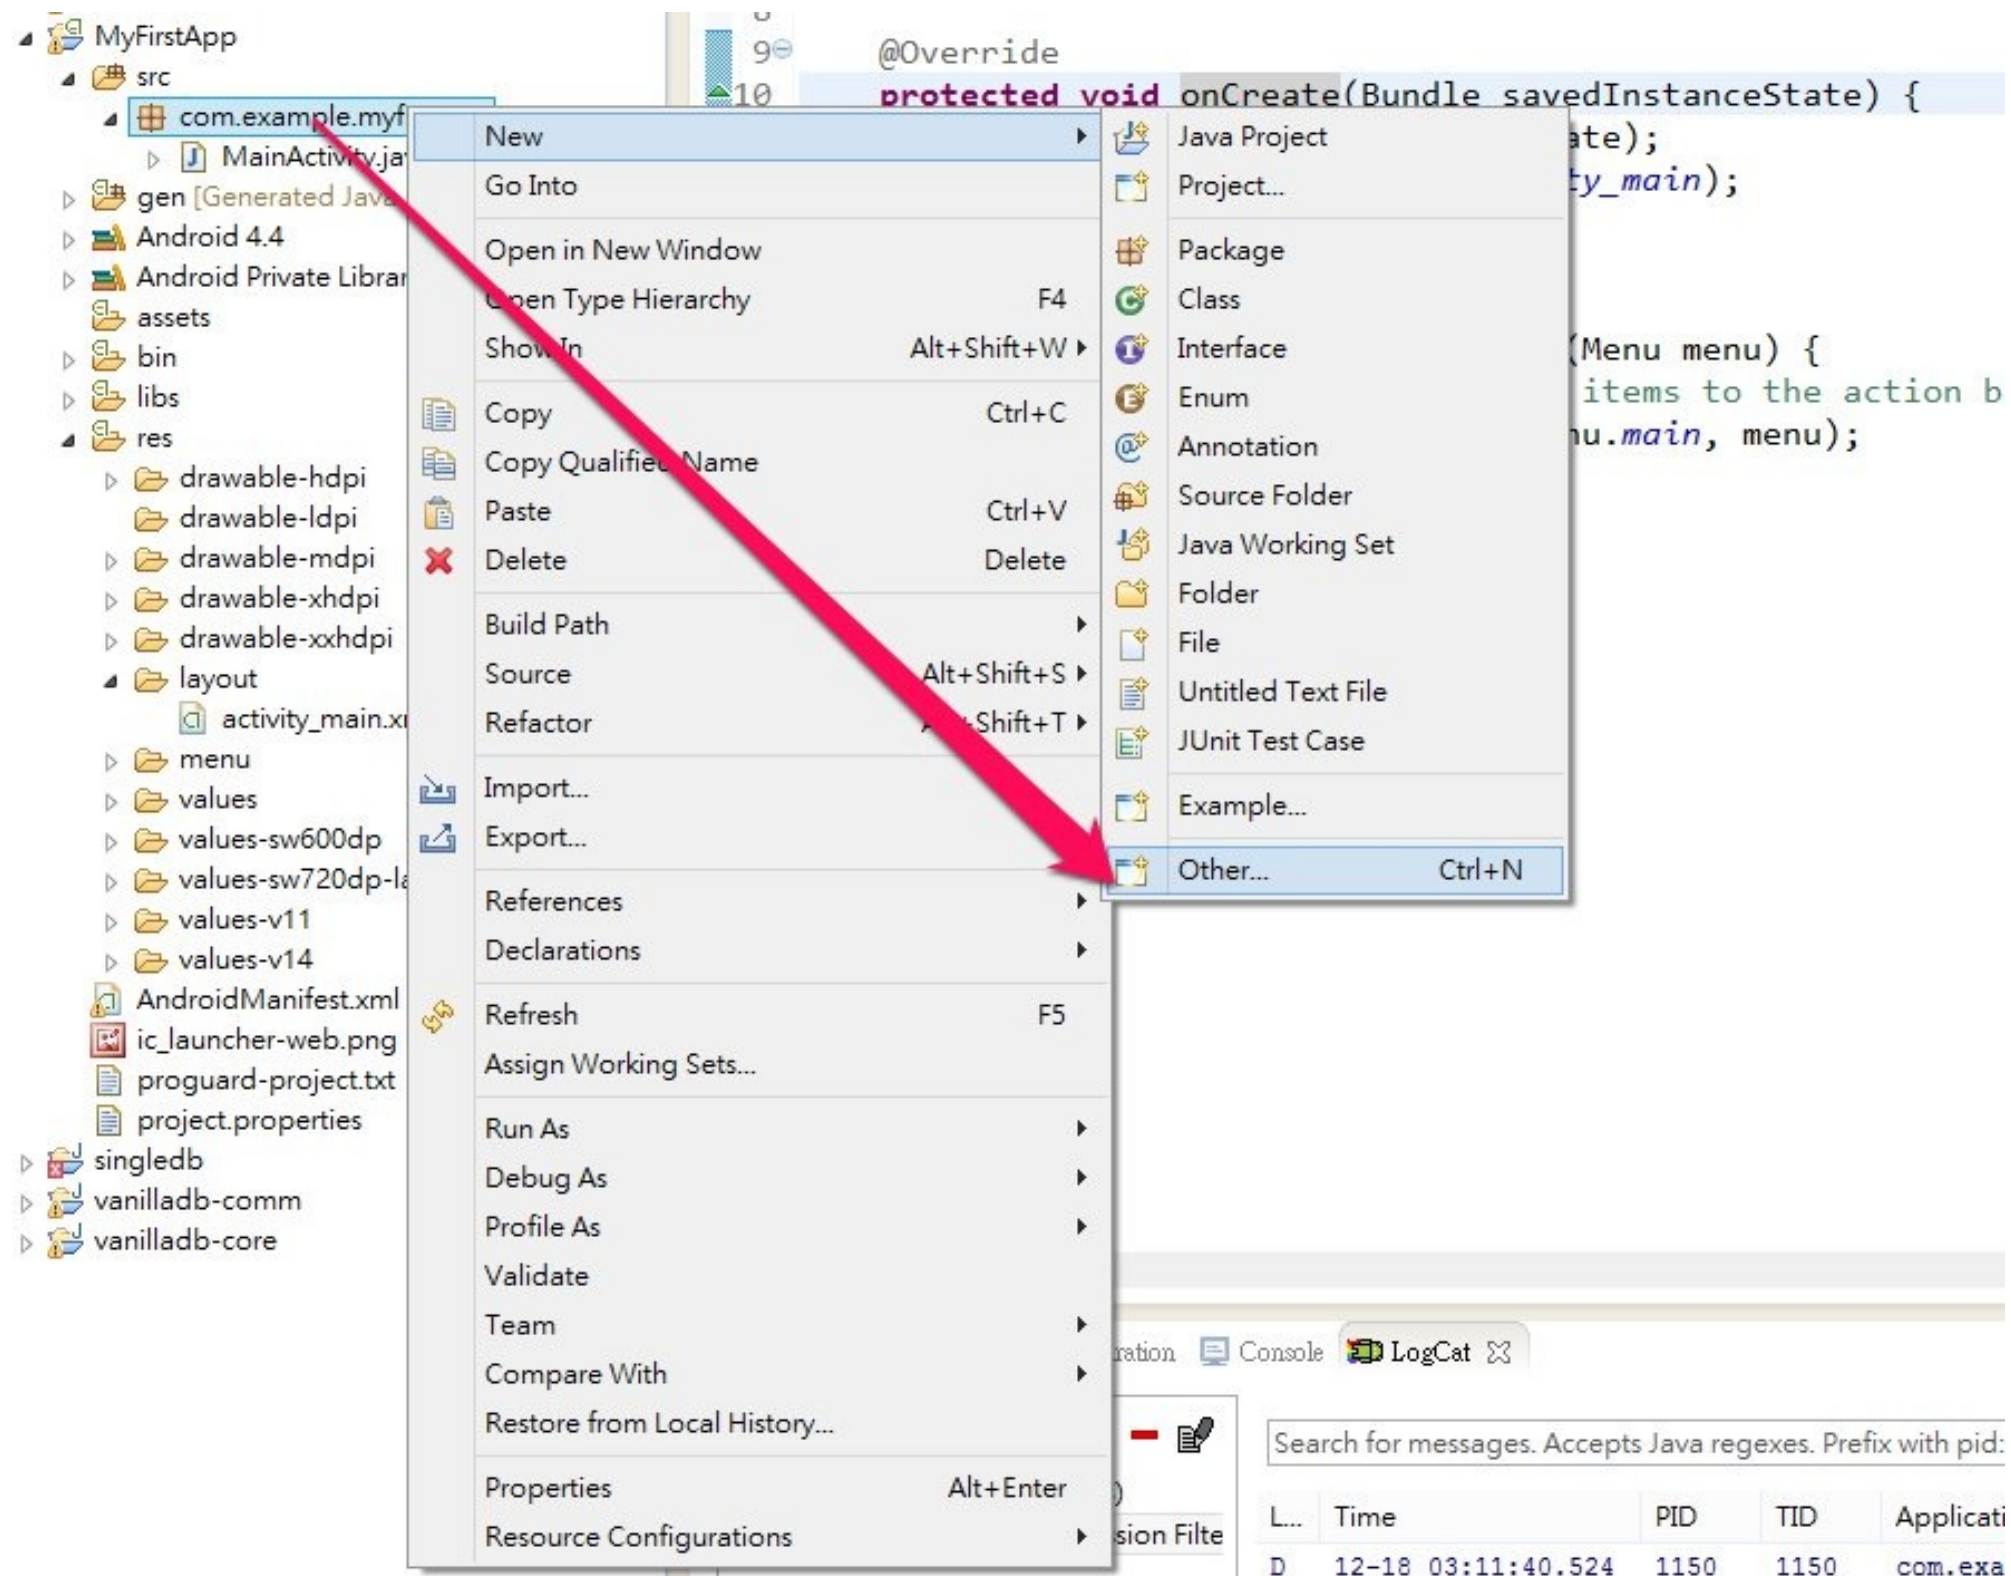 MyFirstApp
src
com.example.myf
MainActivity.ja
gen [Generated Java
Android 4.4
Android Private Librar
assets
bin
libs
res
drawable-hdpi
drawable-ldpi
drawable-mdpi
drawable-xhdpi
drawable-xxhdpi
layout
activity_main.x
menu
values
values-sw600dp
values-sw720dp-la
values-v11
values-v14
AndroidManifest.xml
ic_launcher-web.png
proguard-project.txt
project.properties
singledb
vanilladb-comm
vanilladb-core
New
Go Into
Open in New Window
Open Type Hierarchy F4
Show In Alt+Shift+W
Copy Ctrl+C
Copy Qualified Name
Paste Ctrl+V
Delete Delete
Build Path
Source Alt+Shift+S
Refactor Shift+T
Import...
Export...
References
Declarations
Refresh F5
Assign Working Sets...
Run As
Debug As
Profile As
Validate
Team
Compare With
Restore from Local History...
Properties Alt+Enter
Resource Configurations
Java Project
Project...
Package
Class
Interface
Enum
Annotation
Source Folder
Java Working Set
Folder
File
Untitled Text File
JUnit Test Case
Example...
Other... Ctrl+N
9 @Override
10 protected void onCreate(Bundle savedInstanceState) {
ate);
ty_main);
(Menu menu) {
items to the action b
nu.main, menu);
ration Console LogCat
Search for messages. Accepts Java regexes. Prefix with pid:
sion Filte
L... Time PID TID Applicati
D 12-18 03:11:40.524 1150 1150 com.exa